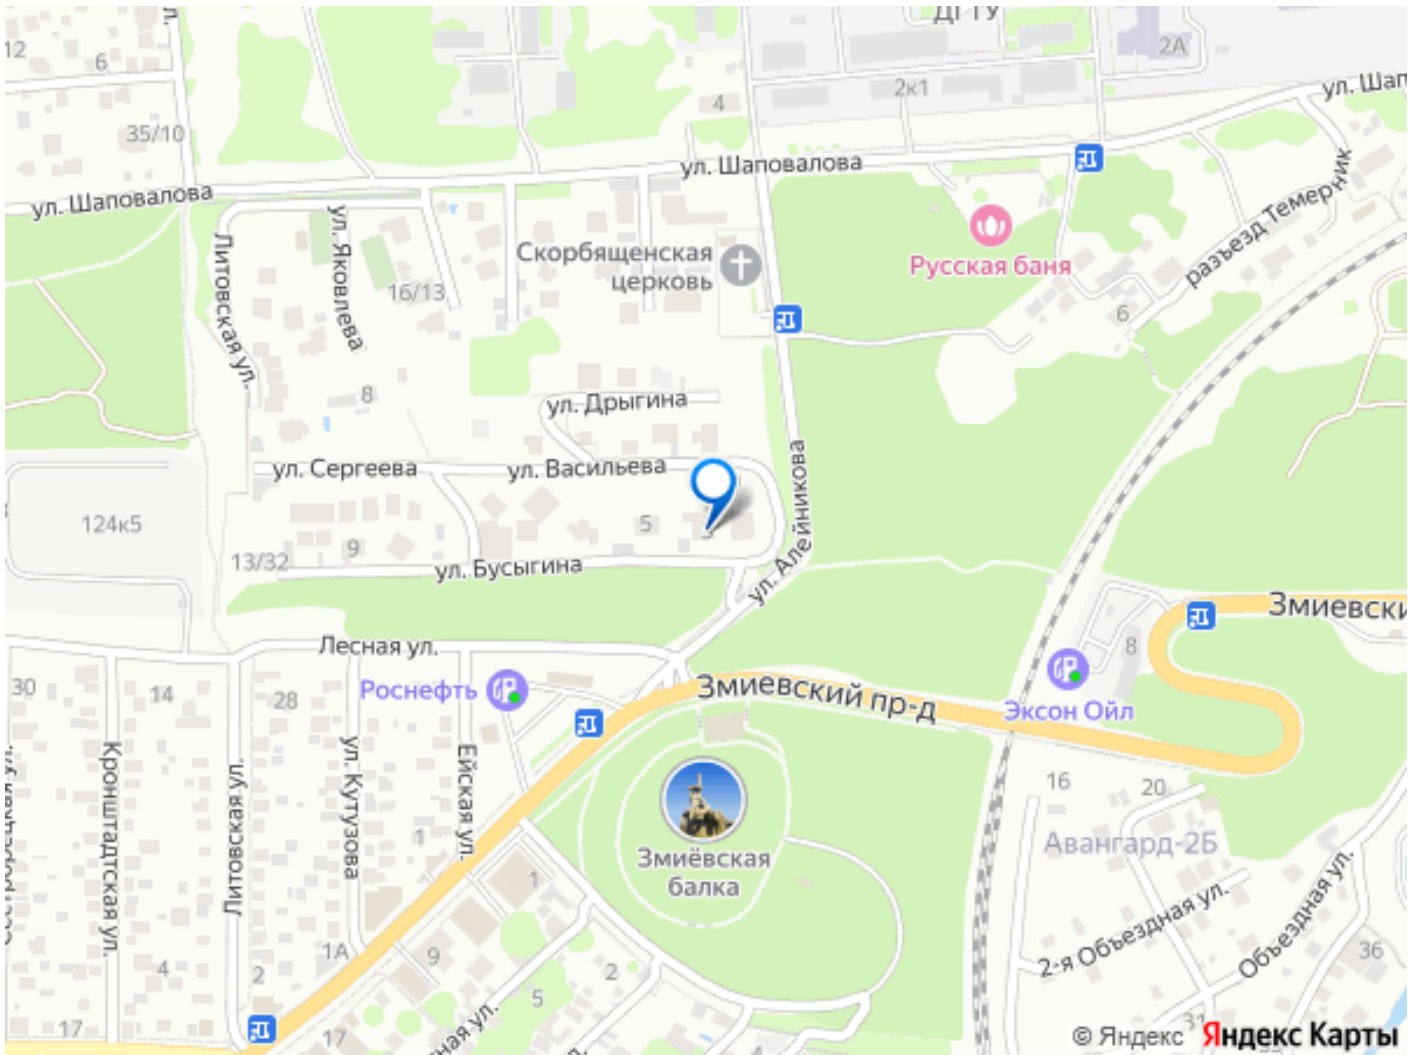 ДГТУ
12
6
2А
2к1
4
ул. Шап
35/10
ул. Шаповалова
ул. Шаповалова
разъезд Темерник
Литовская ул.
ул. Яковлева
16/13
Скорбященская
церковь
Русская баня
6
8
ул. Дрыгина
ул. Сергеева
ул. Васильева
ул. Алейникова
124к5
5
9
13/32
ул. Бусыгина
Змиевски
Лесная ул.
8
30
14
28
Роснефть
Змиевский пр-д
Эксон Ойл
Кронштадтская ул.
Литовская ул.
ул. Кутузова
Ейская ул.
16
20
1
Змиёвская
балка
Авангард-2Б
1
2-я Объездная ул.
Объездная ул.
36
1А
9
4
2
2
5
17
17
31
© Яндекс
Яндекс Карты